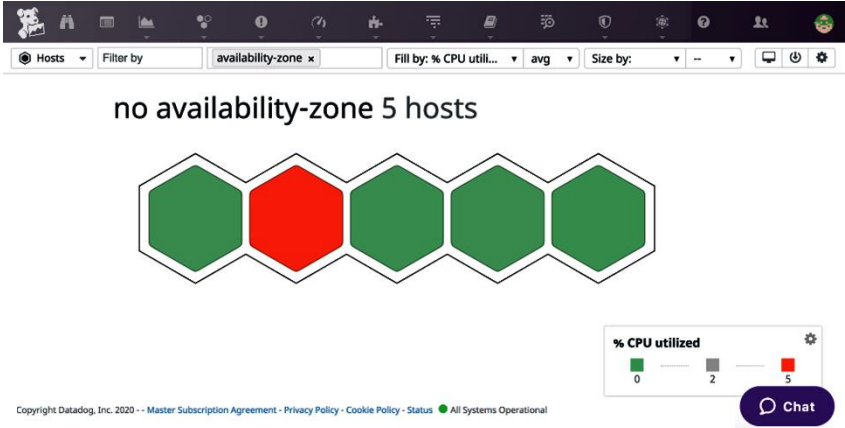 Hosts Filter by availability-zone x Fill by: % CPU utili... avg Size by: --
no availability-zone 5 hosts
% CPU utilized
0 2 5
Copyright Datadog, Inc. 2020 - - Master Subscription Agreement - Privacy Policy - Cookie Policy - Status All Systems Operational
Chat